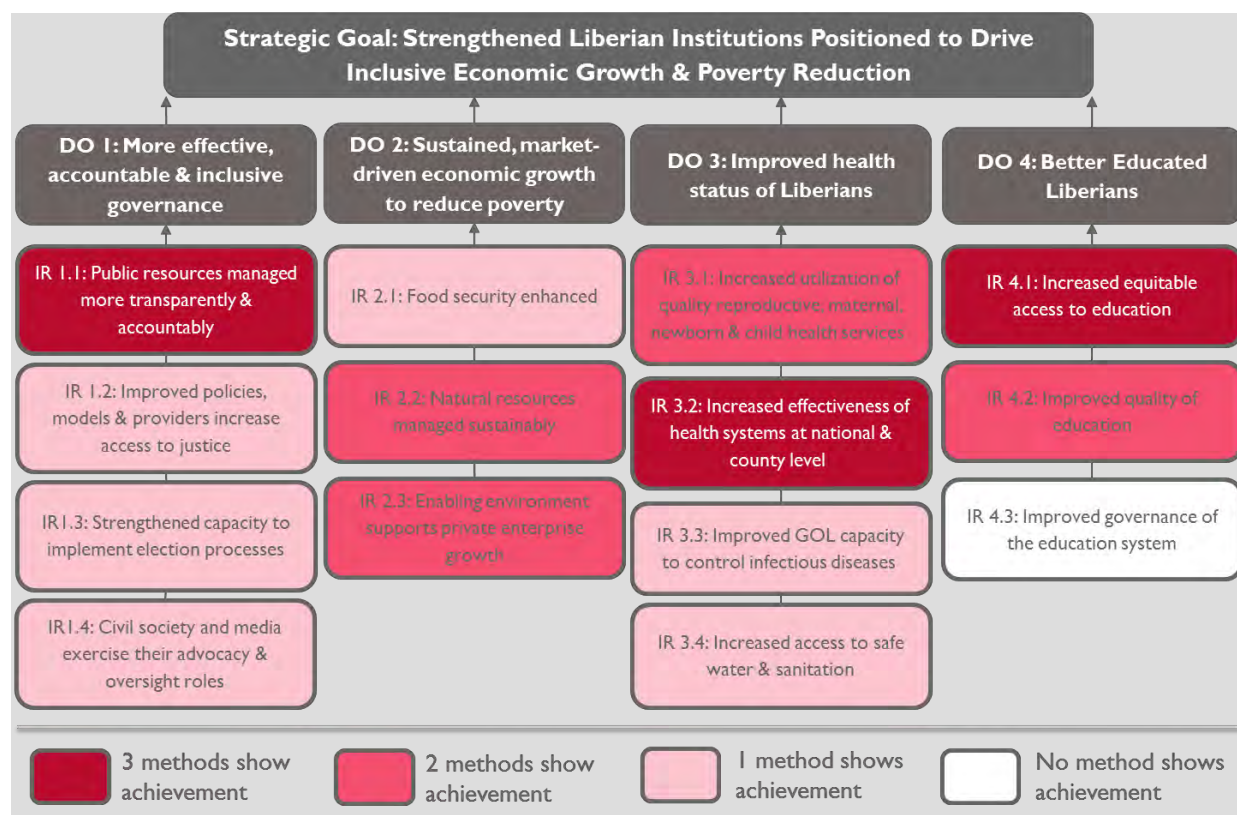 Strategic Goal: Strengthened Liberian Institutions Positioned to Drive
Inclusive Economic Growth & Poverty Reduction
DO 1: More effective,
accountable & inclusive
governance
IR 1.1: Public resources managed
more transparently &
accountably
IR 1.2: Improved policies,
models & providers increase
access to justice
IR1.3: Strengthened capacity to
implement election processes
IR1.4: Civil society and media
exercise their advocacy &
oversight roles
DO 2: Sustained, market-
driven economic growth
to reduce poverty
IR 2.1: Food security enhanced
IR 2.2: Natural resources
managed sustainably
IR 2.3: Enabling environment
supports private enterprise
growth
DO 3: Improved health
status of Liberians
IR 3.1: Increased utilization of
quality reproductive, maternal,
newborn & child health services
IR 3.2: Increased effectiveness of
health systems at national &
county level
IR 3.3: Improved GOL capacity
to control infectious diseases
IR 3.4: Increased access to safe
water & sanitation
DO 4: Better Educated
Liberians
IR 4.1: Increased equitable
access to education
IR 4.2: Improved quality of
education
IR 4.3: Improved governance of
the education system
3 methods show
achievement
2 methods show
achievement
1 method shows
achievement
No method shows
achievement